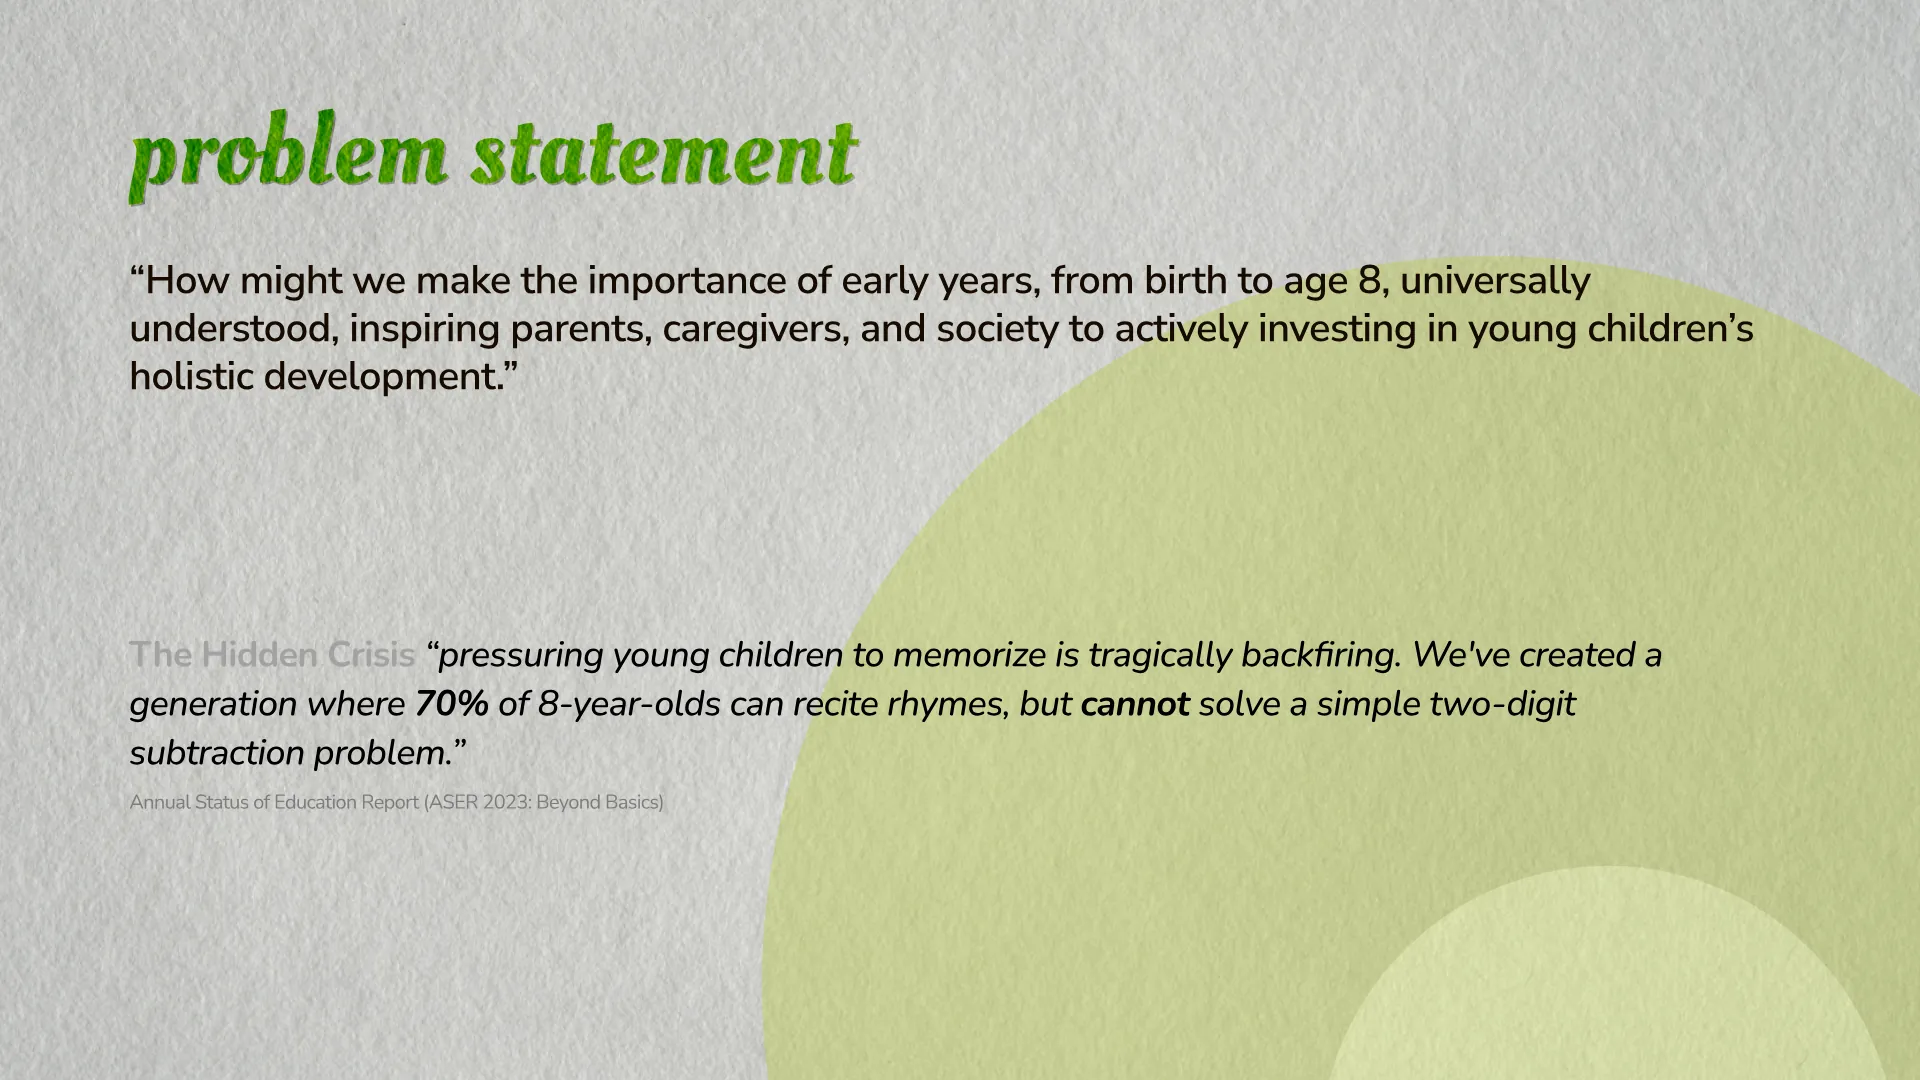 problem statement
“How might we make the importance of early years, from birth to age 8, universally
understood, inspiring parents, caregivers, and society to actively investing in young children’s
holistic development.”
The Hidden Crisis “pressuring young children to memorize is tragically backfiring. We've created a
generation where 70% of 8-year-olds can recite rhymes, but cannot solve a simple two-digit
subtraction problem.”
Annual Status of Education Report (ASER 2023: Beyond Basics)